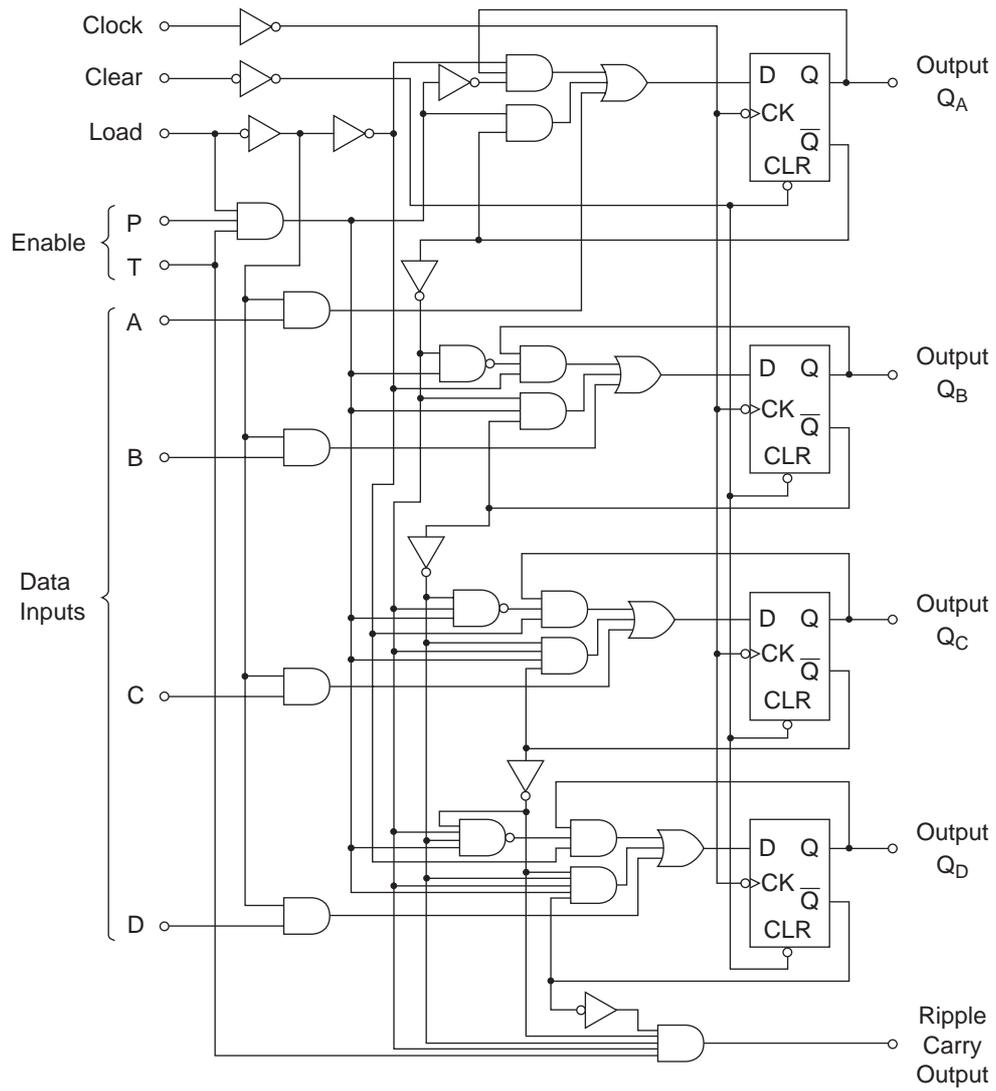 Clock
Clear
Load
Enable
P
T
A
B
Data
Inputs
C
D
D Q
CK
Q
CLR
Output
QA
D Q
CK
Q
CLR
Output
QB
D Q
CK
Q
CLR
Output
QC
D Q
CK
Q
CLR
Output
QD
Ripple
Carry
Output